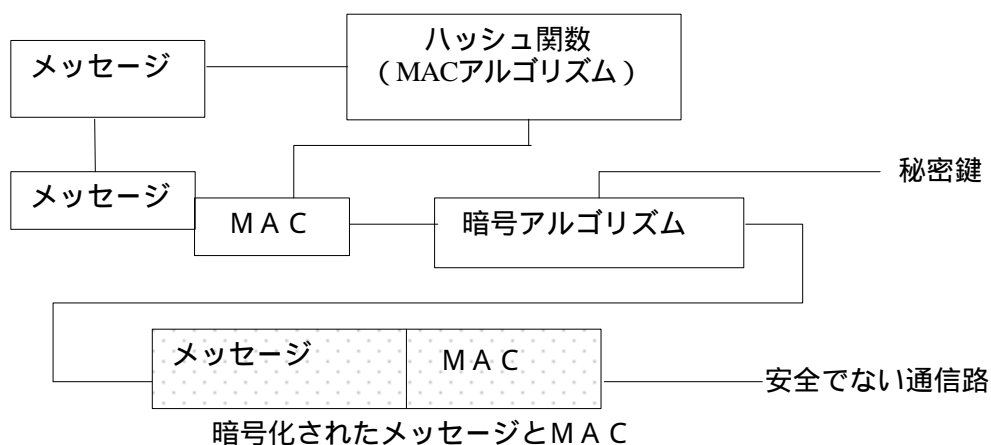 メッセージ
ハッシュ関数
(MACアルゴリズム)
メッセージ
ＭＡＣ
暗号アルゴリズム
秘密鍵
メッセージ
ＭＡＣ
安全でない通信路
暗号化されたメッセージとＭＡＣ